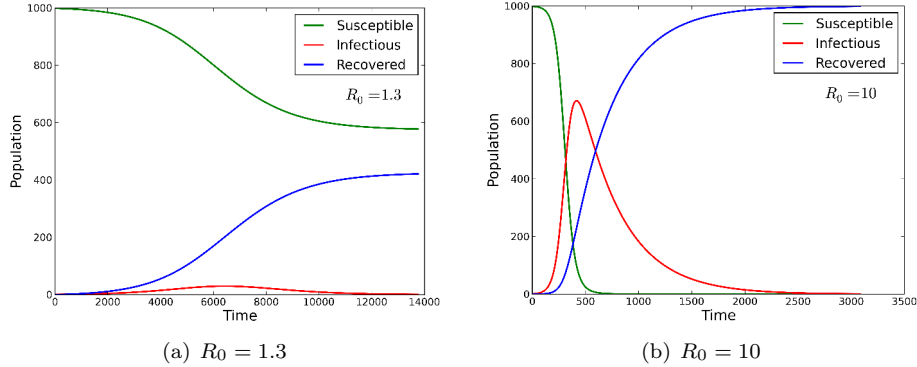 1000
800
600
400
200
0
Population
Susceptible
Infectious
Recovered
R₀ =1.3
0 2000 4000 6000 8000 10000 12000 14000
Time
(a) R₀ = 1.3
1000
800
600
400
200
0
Population
Susceptible
Infectious
Recovered
R₀ =10
0 500 1000 1500 2000 2500 3000 3500
Time
(b) R₀ = 10